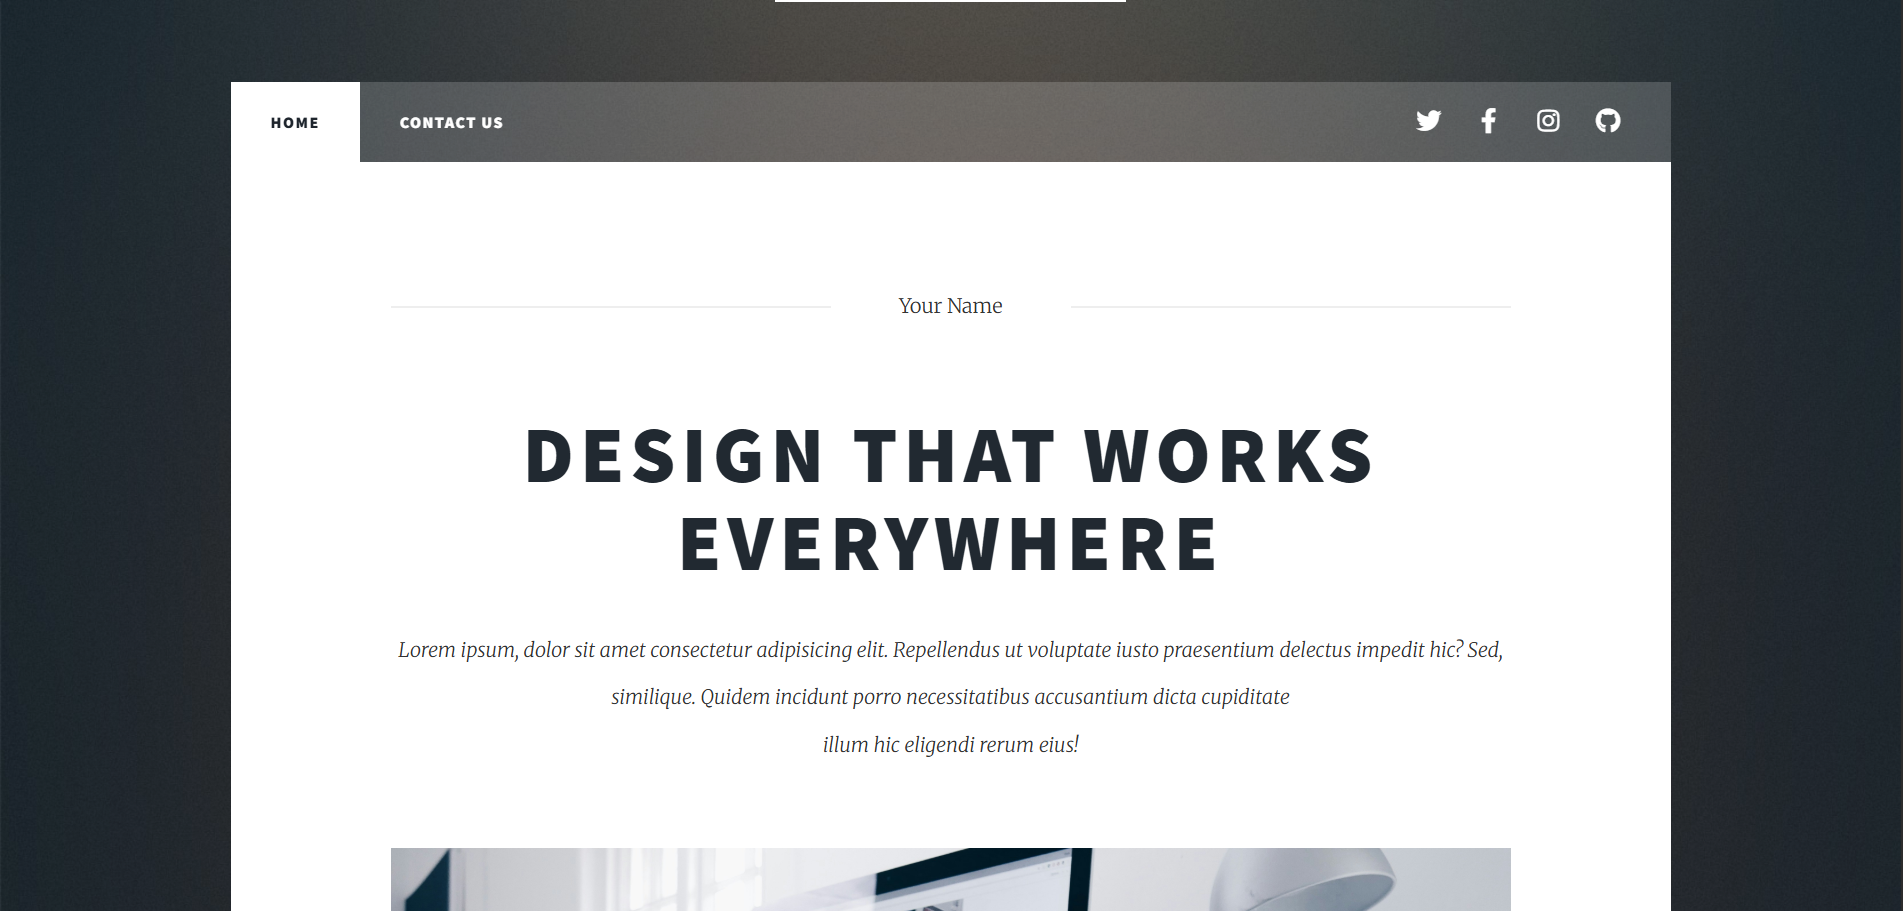 HOME
CONTACT US
Your Name
DESIGN THAT WORKS
EVERYWHERE
Lorem ipsum, dolor sit amet consectetur adipisicing elit. Repellendus ut voluptate iusto praesentium delectus impedit hic? Sed,
similique. Quidem incidunt porro necessitatibus accusantium dicta cupiditate
illum hic eligendi rerum eius!